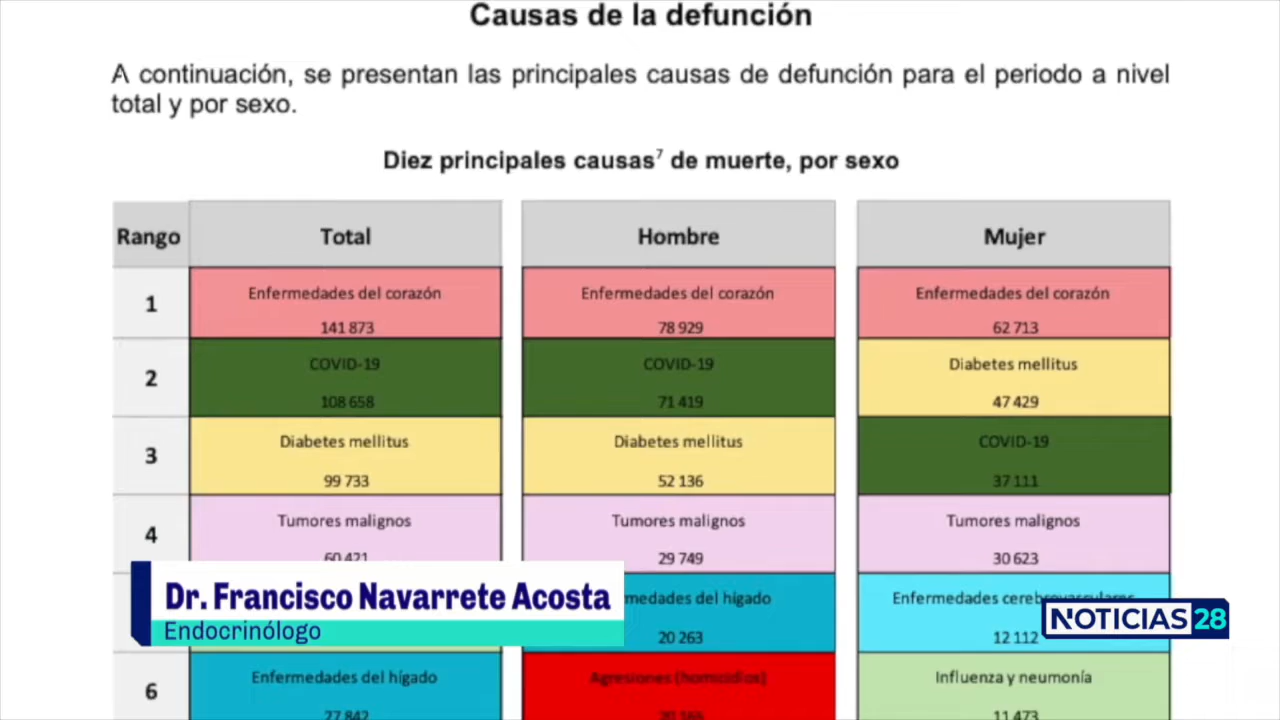 Causas de la defunción
A continuación, se presentan las principales causas de defunción para el periodo a nivel
total y por sexo.
Diez principales causas⁷ de muerte, por sexo
Rango Total Hombre Mujer
1 Enfermedades del corazón Enfermedades del corazón Enfermedades del corazón
141 873 78 929 62 713
2 COVID-19 COVID-19 Diabetes mellitus
108 658 71 419 47 429
3 Diabetes mellitus Diabetes mellitus COVID-19
99 733 52 136 37 111
4 Tumores malignos Tumores malignos Tumores malignos
60 421 29 749 30 623
del hígado Enfermedades cerebrovasculares
20 263 12 112
6 Enfermedades del hígado Agresiones (homicidios) Influenza y neumonía
27 842 11 473
Dr. Francisco Navarrete Acosta
Endocrinólogo
NOTICIAS 28